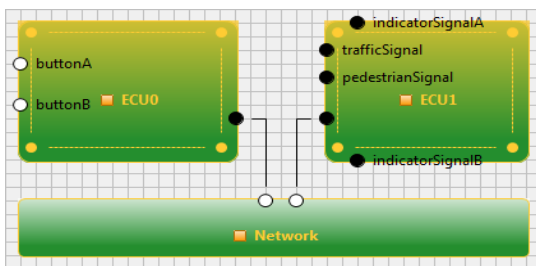 indicatorSignalA
trafficSignal
buttonA
pedestrianSignal
buttonB
ECU0
ECU1
indicatorSignalB
Network